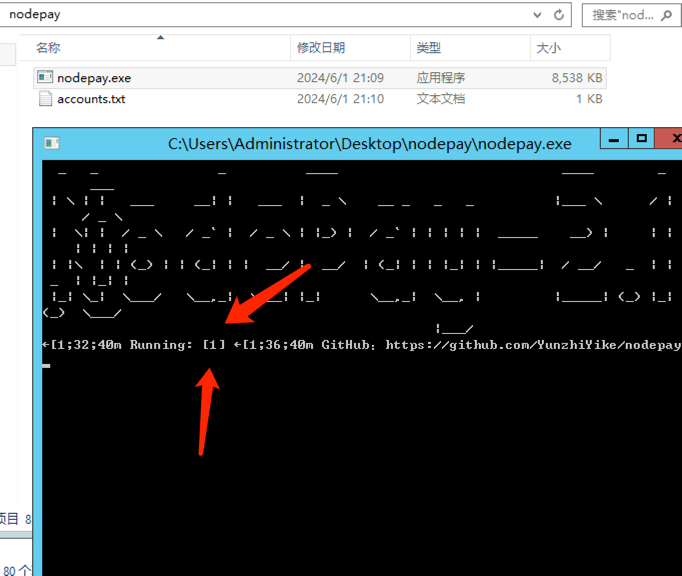 nodepay
搜索"nod...
名称 修改日期 类型 大小
nodepay.exe 2024/6/1 21:09 应用程序 8,538 KB
accounts.txt 2024/6/1 21:10 文本文档 1 KB
C:\Users\Administrator\Desktop\nodepay\nodepay.exe
←[1;32;40m Running: [1] ←[1;36;40m GitHub：https://github.com/YunzhiYike/nodepay
项目 8
80 个